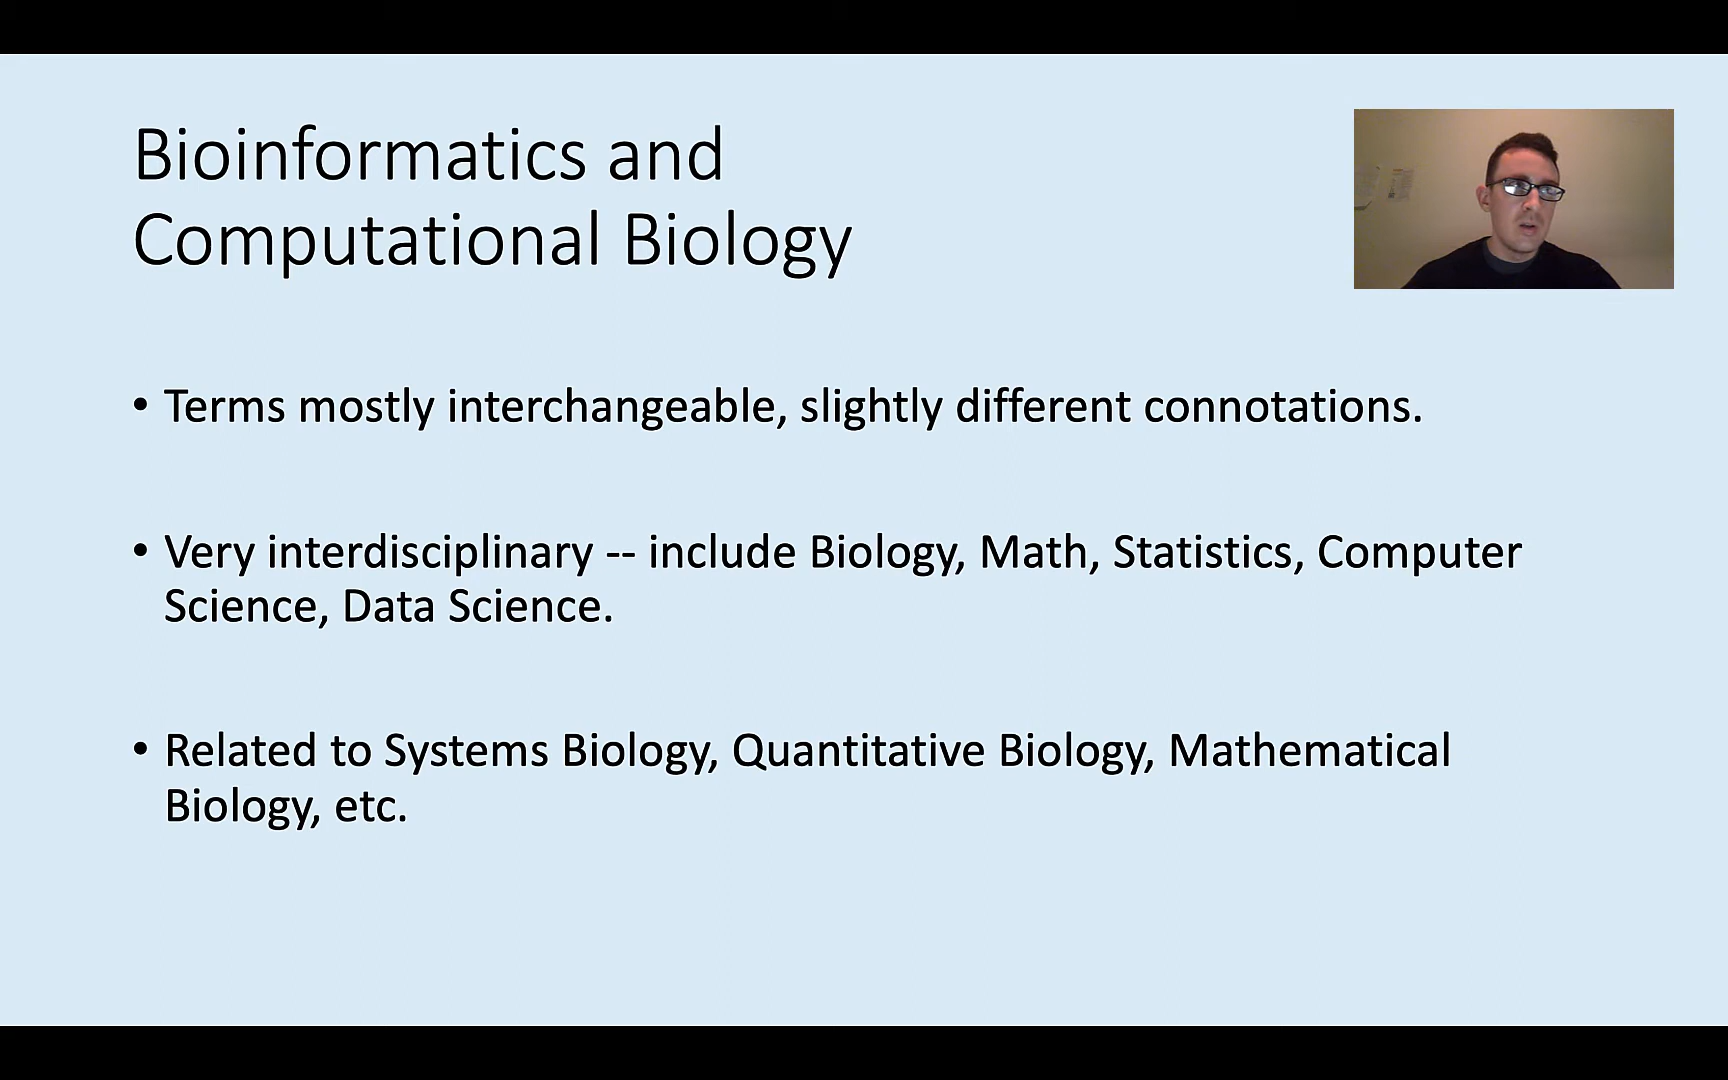 Bioinformatics and
Computational Biology
• Terms mostly interchangeable, slightly different connotations.
• Very interdisciplinary -- include Biology, Math, Statistics, Computer
Science, Data Science.
• Related to Systems Biology, Quantitative Biology, Mathematical
Biology, etc.